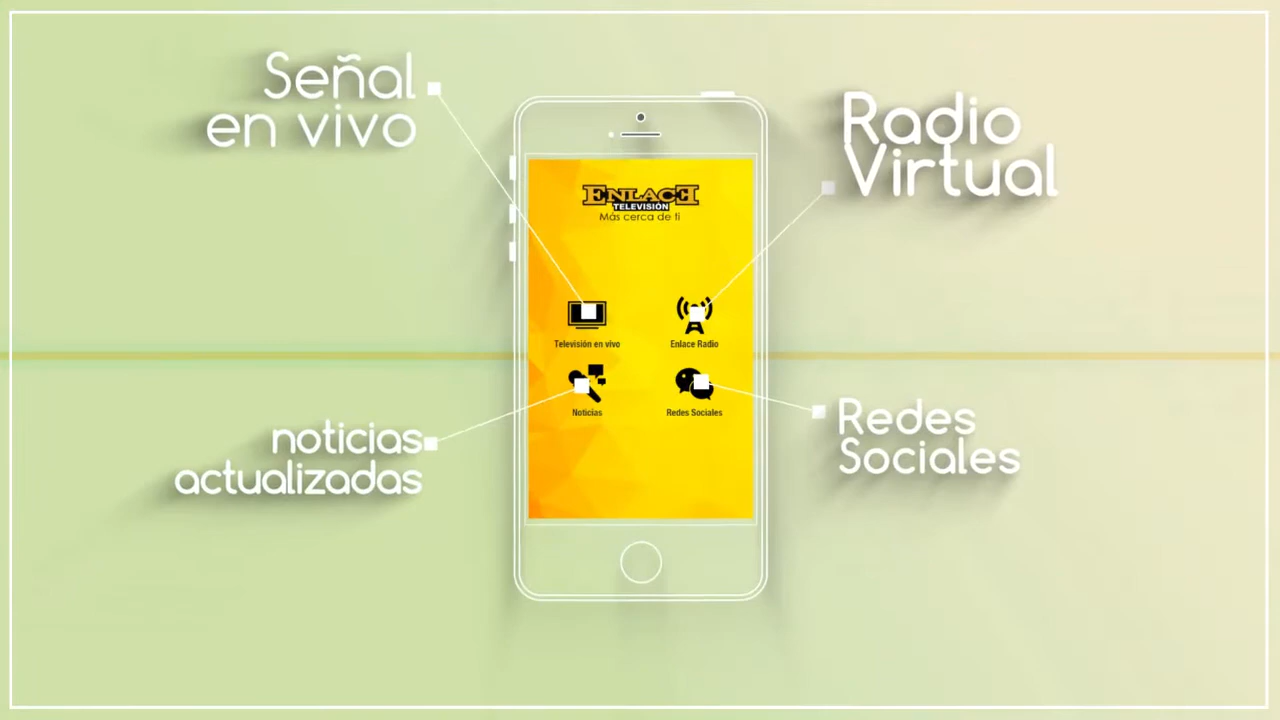 Señal
en vivo
Radio
Virtual
ENLACE
TELEVISIÓN
Más cerca de ti
Televisión en vivo
Enlace Radio
Noticias
Redes Sociales
noticias
actualizadas
Redes
Sociales